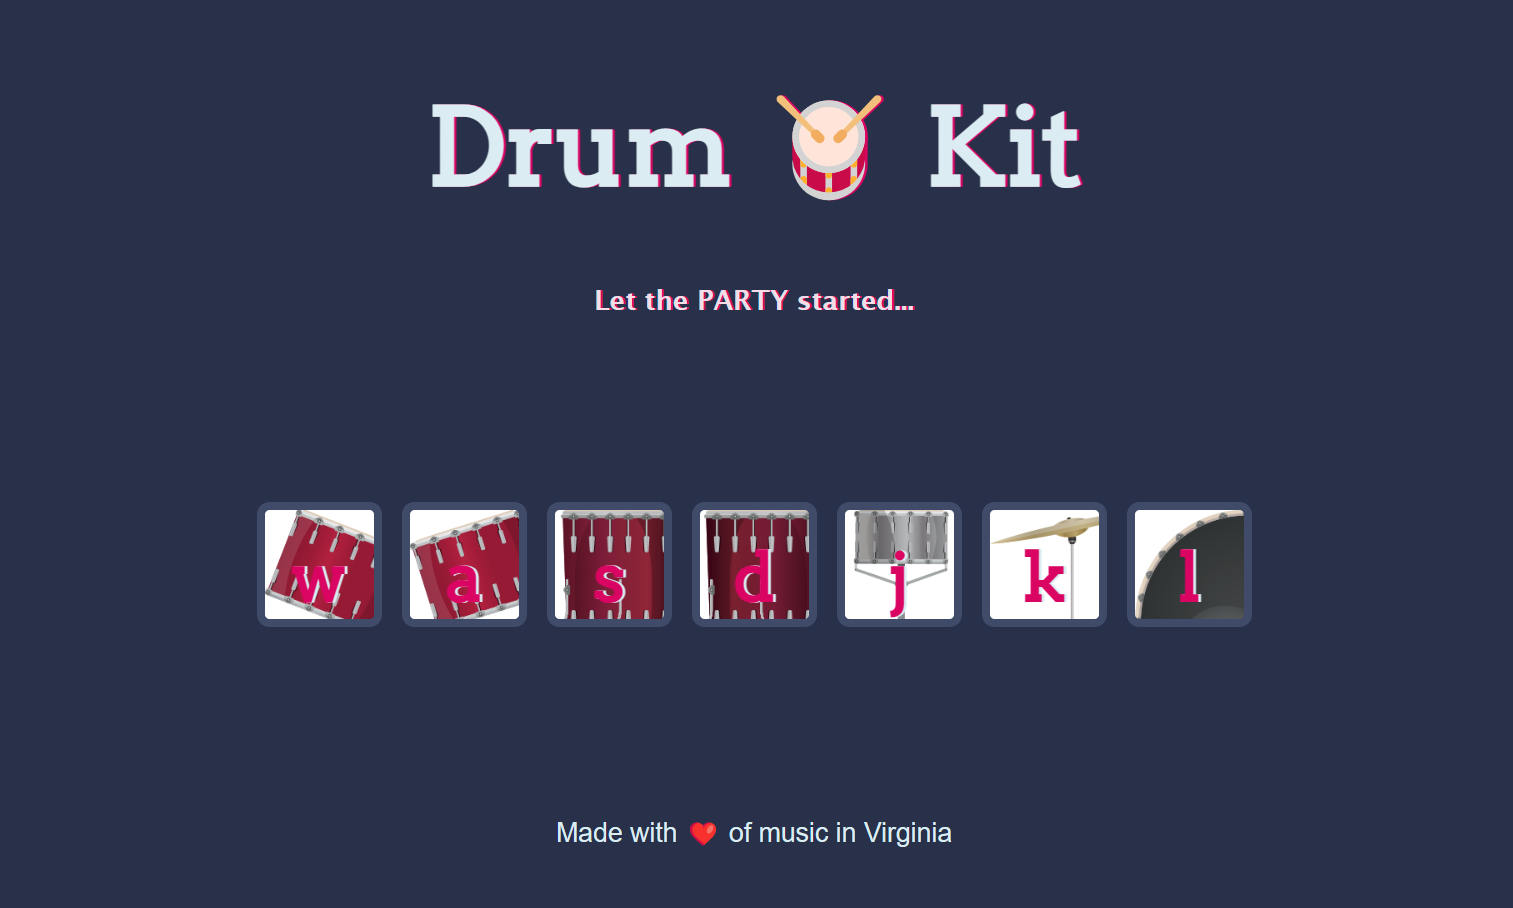 Drum 🥁 Kit
Let the PARTY started...
w a s d j k l
Made with ❤️ of music in Virginia